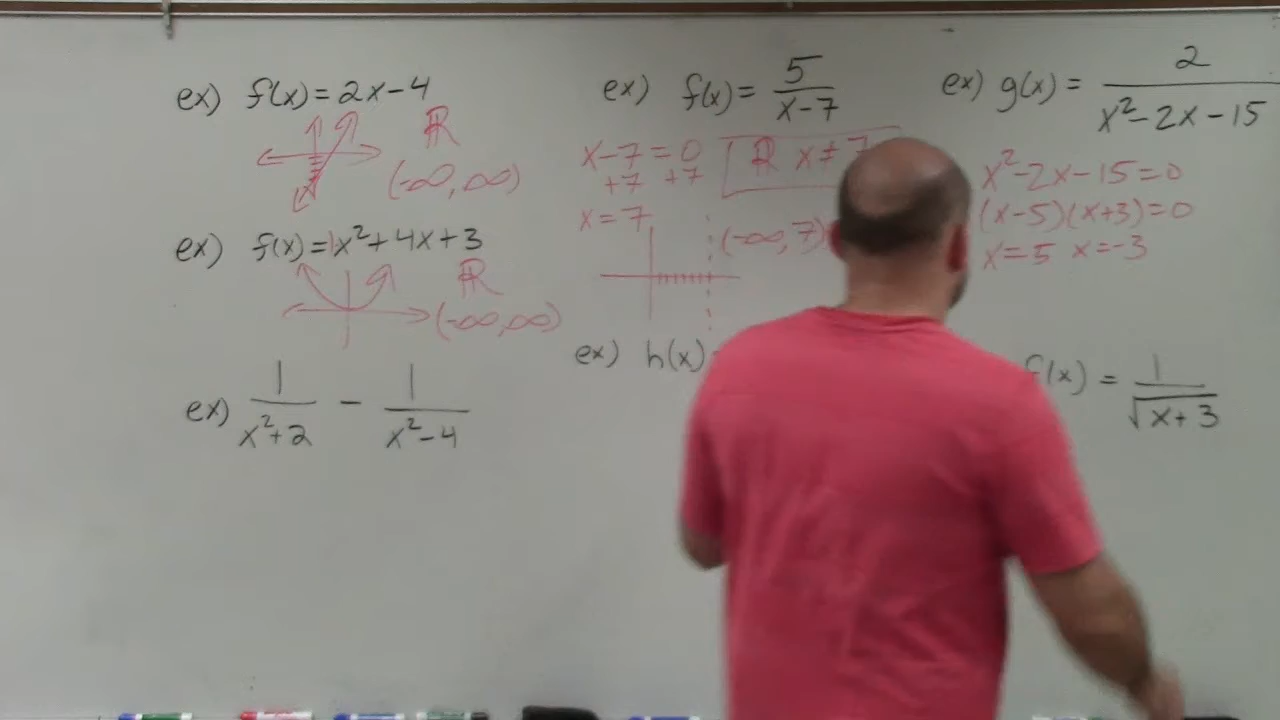 ex) f(x) = 2x - 4
ℝ
(-∞, ∞)
ex) f(x) = 1x² + 4x + 3
ℝ
(-∞, ∞)
ex) 1/(x² + 2) - 1/(x² - 4)
ex) f(x) = 5/(x - 7)
x - 7 = 0
+7 +7
x = 7
ℝ x ≠ 7
(-∞, 7)
ex) h(x)
ex) g(x) = 2/(x² - 2x - 15)
x² - 2x - 15 = 0
(x - 5)(x + 3) = 0
x = 5 x = -3
f(x) = 1/√(x + 3)